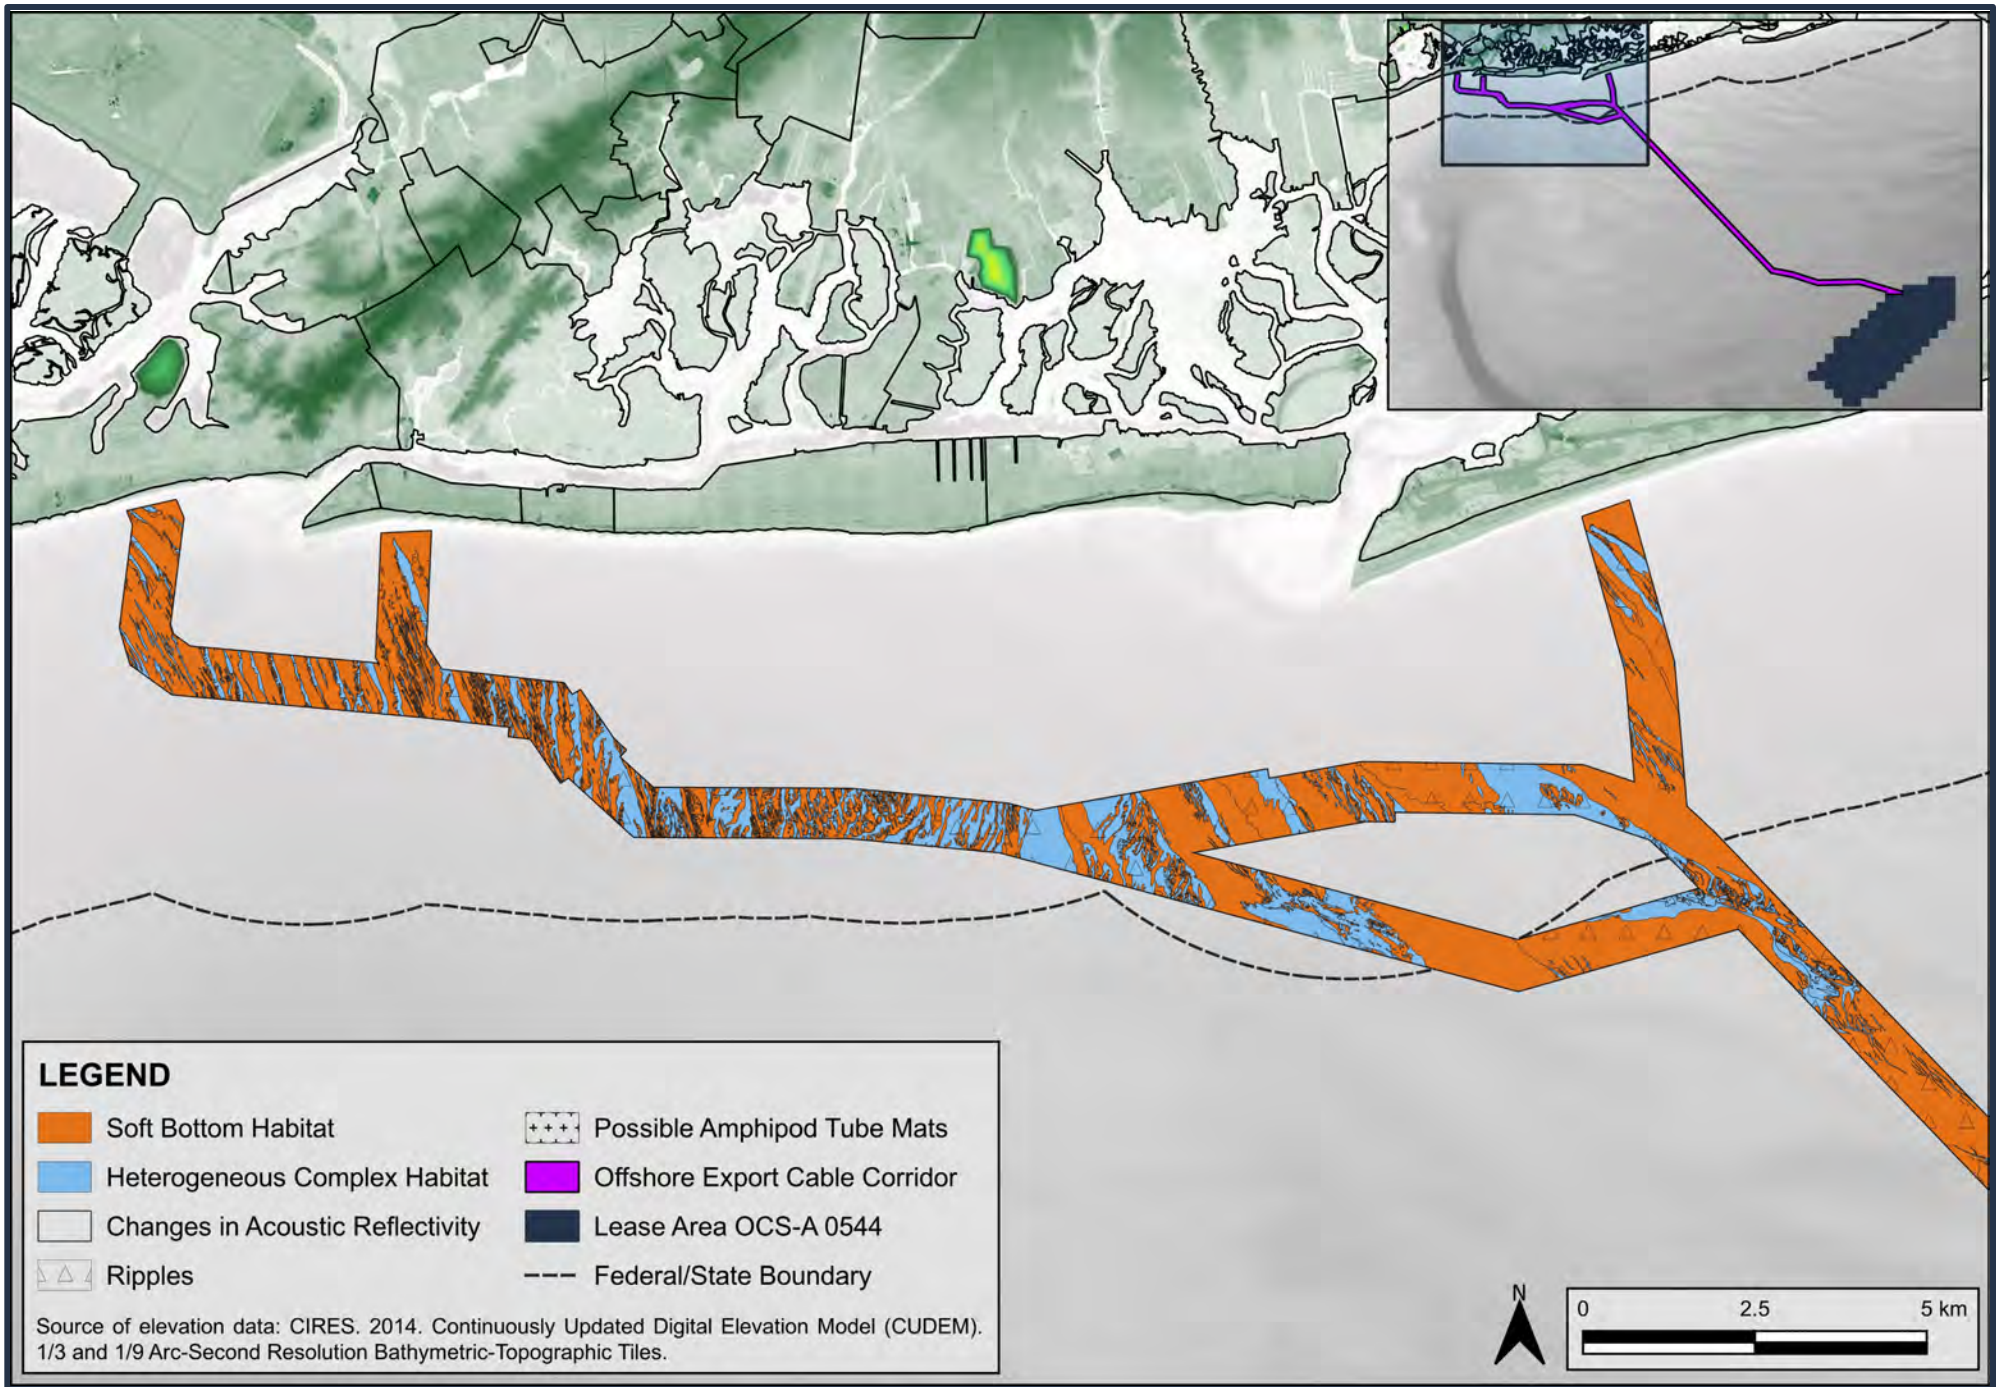 LEGEND
Soft Bottom Habitat
Heterogeneous Complex Habitat
Changes in Acoustic Reflectivity
Ripples
Possible Amphipod Tube Mats
Offshore Export Cable Corridor
Lease Area OCS-A 0544
Federal/State Boundary
Source of elevation data: CIRES. 2014. Continuously Updated Digital Elevation Model (CUDEM).
1/3 and 1/9 Arc-Second Resolution Bathymetric-Topographic Tiles.
N
0 2.5 5 km